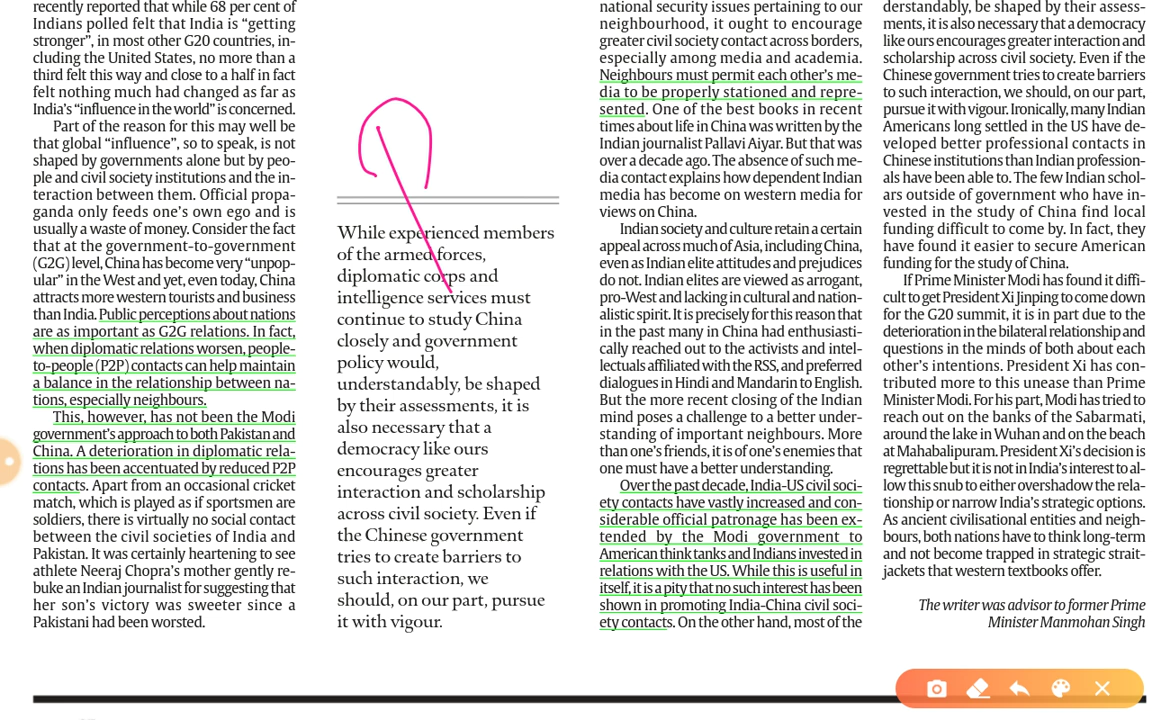 recently reported that while 68 per cent of
Indians polled felt that India is “getting
stronger”, in most other G20 countries, in-
cluding the United States, no more than a
third felt this way and close to a half in fact
felt nothing much had changed as far as
India’s “influence in the world” is concerned.
Part of the reason for this may well be
that global “influence”, so to speak, is not
shaped by governments alone but by peo-
ple and civil society institutions and the in-
teraction between them. Official propa-
ganda only feeds one’s own ego and is
usually a waste of money. Consider the fact
that at the government-to-government
(G2G) level, China has become very “unpop-
ular” in the West and yet, even today, China
attracts more western tourists and business
than India. Public perceptions about nations
are as important as G2G relations. In fact,
when diplomatic relations worsen, people-
to-people (P2P) contacts can help maintain
a balance in the relationship between na-
tions, especially neighbours.
This, however, has not been the Modi
government’s approach to both Pakistan and
China. A deterioration in diplomatic rela-
tions has been accentuated by reduced P2P
contacts. Apart from an occasional cricket
match, which is played as if sportsmen are
soldiers, there is virtually no social contact
between the civil societies of India and
Pakistan. It was certainly heartening to see
athlete Neeraj Chopra’s mother gently re-
buke an Indian journalist for suggesting that
her son’s victory was sweeter since a
Pakistani had been worsted.
While experienced members
of the armed forces,
diplomatic corps and
intelligence services must
continue to study China
closely and government
policy would,
understandably, be shaped
by their assessments, it is
also necessary that a
democracy like ours
encourages greater
interaction and scholarship
across civil society. Even if
the Chinese government
tries to create barriers to
such interaction, we
should, on our part, pursue
it with vigour.
national security issues pertaining to our
neighbourhood, it ought to encourage
greater civil society contact across borders,
especially among media and academia.
Neighbours must permit each other’s me-
dia to be properly stationed and repre-
sented. One of the best books in recent
times about life in China was written by the
Indian journalist Pallavi Aiyar. But that was
over a decade ago. The absence of such me-
dia contact explains how dependent Indian
media has become on western media for
views on China.
Indian society and culture retain a certain
appeal across much of Asia, including China,
even as Indian elite attitudes and prejudices
do not. Indian elites are viewed as arrogant,
pro-West and lacking in cultural and nation-
alistic spirit. It is precisely for this reason that
in the past many in China had enthusiasti-
cally reached out to the activists and intel-
lectuals affiliated with the RSS, and preferred
dialogues in Hindi and Mandarin to English.
But the more recent closing of the Indian
mind poses a challenge to a better under-
standing of important neighbours. More
than one’s friends, it is of one’s enemies that
one must have a better understanding.
Over the past decade, India-US civil soci-
ety contacts have vastly increased and con-
siderable official patronage has been ex-
tended by the Modi government to
American think tanks and Indians invested in
relations with the US. While this is useful in
itself, it is a pity that no such interest has been
shown in promoting India-China civil soci-
ety contacts. On the other hand, most of the
derstandably, be shaped by their assess-
ments, it is also necessary that a democracy
like ours encourages greater interaction and
scholarship across civil society. Even if the
Chinese government tries to create barriers
to such interaction, we should, on our part,
pursue it with vigour. Ironically, many Indian
Americans long settled in the US have de-
veloped better professional contacts in
Chinese institutions than Indian profession-
als have been able to. The few Indian schol-
ars outside of government who have in-
vested in the study of China find local
funding difficult to come by. In fact, they
have found it easier to secure American
funding for the study of China.
If Prime Minister Modi has found it diffi-
cult to get President Xi Jinping to come down
for the G20 summit, it is in part due to the
deterioration in the bilateral relationship and
questions in the minds of both about each
other’s intentions. President Xi has con-
tributed more to this unease than Prime
Minister Modi. For his part, Modi has tried to
reach out on the banks of the Sabarmati,
around the lake in Wuhan and on the beach
at Mahabalipuram. President Xi’s decision is
regrettable but it is not in India’s interest to al-
low this snub to either overshadow the rela-
tionship or narrow India’s strategic options.
As ancient civilisational entities and neigh-
bours, both nations have to think long-term
and not become trapped in strategic strait-
jackets that western textbooks offer.
The writer was advisor to former Prime
Minister Manmohan Singh